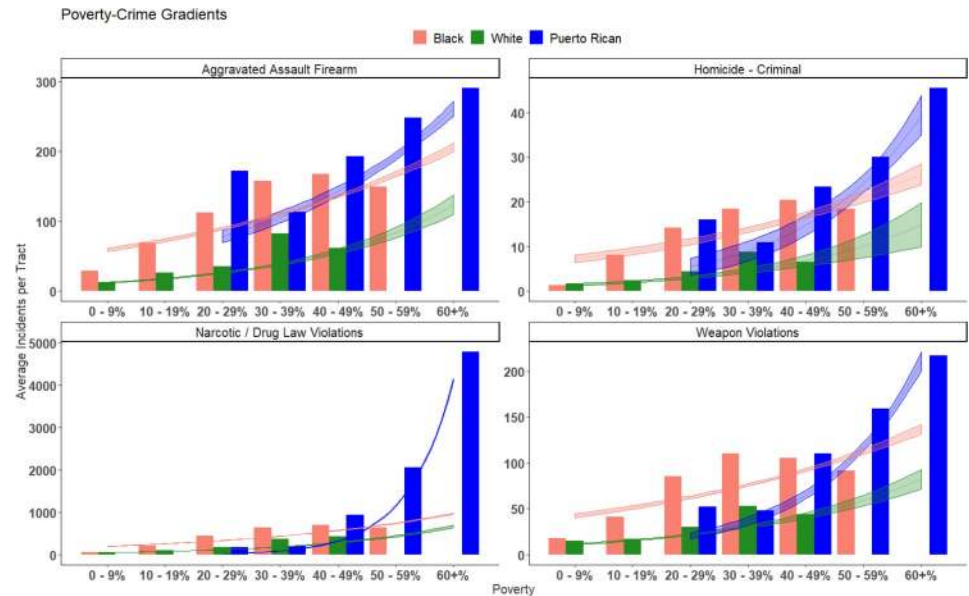 Poverty-Crime Gradients
Black White Puerto Rican
Aggravated Assault Firearm
300
200
100
0
0 - 9% 10 - 19% 20 - 29% 30 - 39% 40 - 49% 50 - 59% 60+%
Homicide - Criminal
40
30
20
10
0
0 - 9% 10 - 19% 20 - 29% 30 - 39% 40 - 49% 50 - 59% 60+%
Average Incidents per Tract
Narcotic / Drug Law Violations
5000
4000
3000
2000
1000
0
0 - 9% 10 - 19% 20 - 29% 30 - 39% 40 - 49% 50 - 59% 60+%
Weapon Violations
200
150
100
50
0
0 - 9% 10 - 19% 20 - 29% 30 - 39% 40 - 49% 50 - 59% 60+%
Poverty